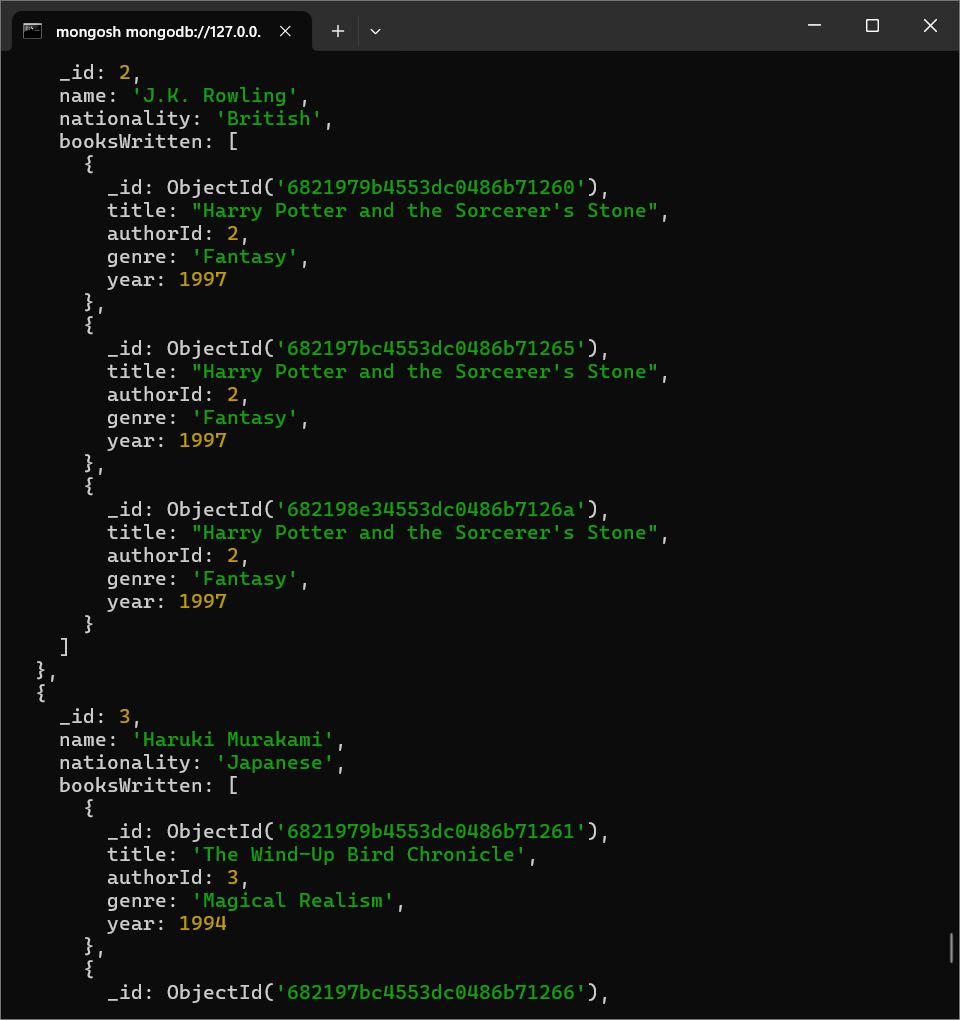 mongosh mongodb://127.0.0.
_id: 2,
name: 'J.K. Rowling',
nationality: 'British',
booksWritten: [
{
_id: ObjectId('6821979b4553dc0486b71260'),
title: "Harry Potter and the Sorcerer's Stone",
authorId: 2,
genre: 'Fantasy',
year: 1997
},
{
_id: ObjectId('682197bc4553dc0486b71265'),
title: "Harry Potter and the Sorcerer's Stone",
authorId: 2,
genre: 'Fantasy',
year: 1997
},
{
_id: ObjectId('682198e34553dc0486b7126a'),
title: "Harry Potter and the Sorcerer's Stone",
authorId: 2,
genre: 'Fantasy',
year: 1997
}
]
},
{
_id: 3,
name: 'Haruki Murakami',
nationality: 'Japanese',
booksWritten: [
{
_id: ObjectId('6821979b4553dc0486b71261'),
title: 'The Wind-Up Bird Chronicle',
authorId: 3,
genre: 'Magical Realism',
year: 1994
},
{
_id: ObjectId('682197bc4553dc0486b71266'),